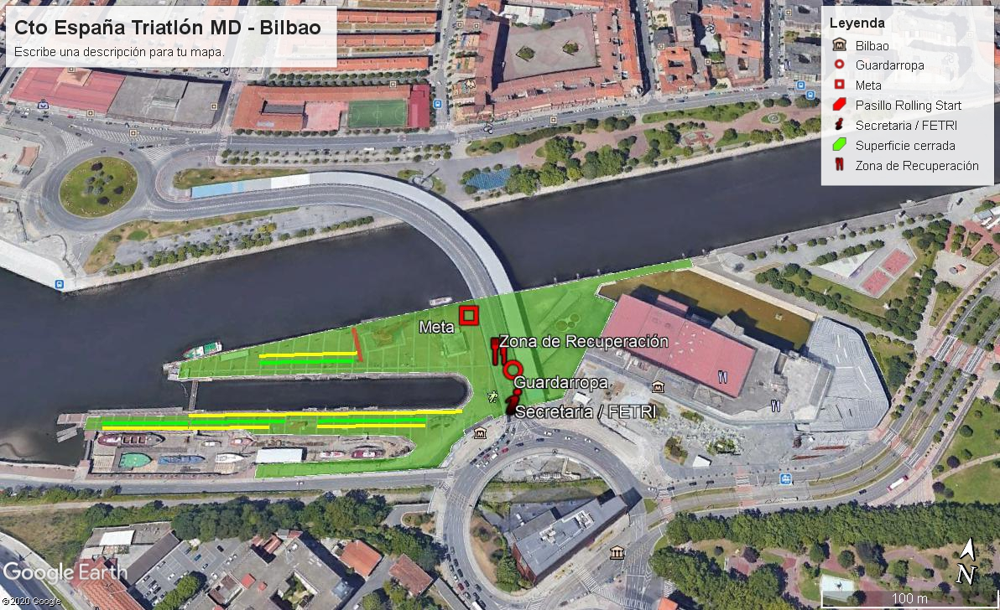 Cto España Triatlón MD - Bilbao
Escribe una descripción para tu mapa.
Leyenda
Bilbao
Guardarropa
Meta
Pasillo Rolling Start
Secretaria / FETRI
Superficie cerrada
Zona de Recuperación
Meta
Zona de Recuperación
Guardarropa
Secretaria / FETRI
Google Earth
©2020 Google
N
100 m